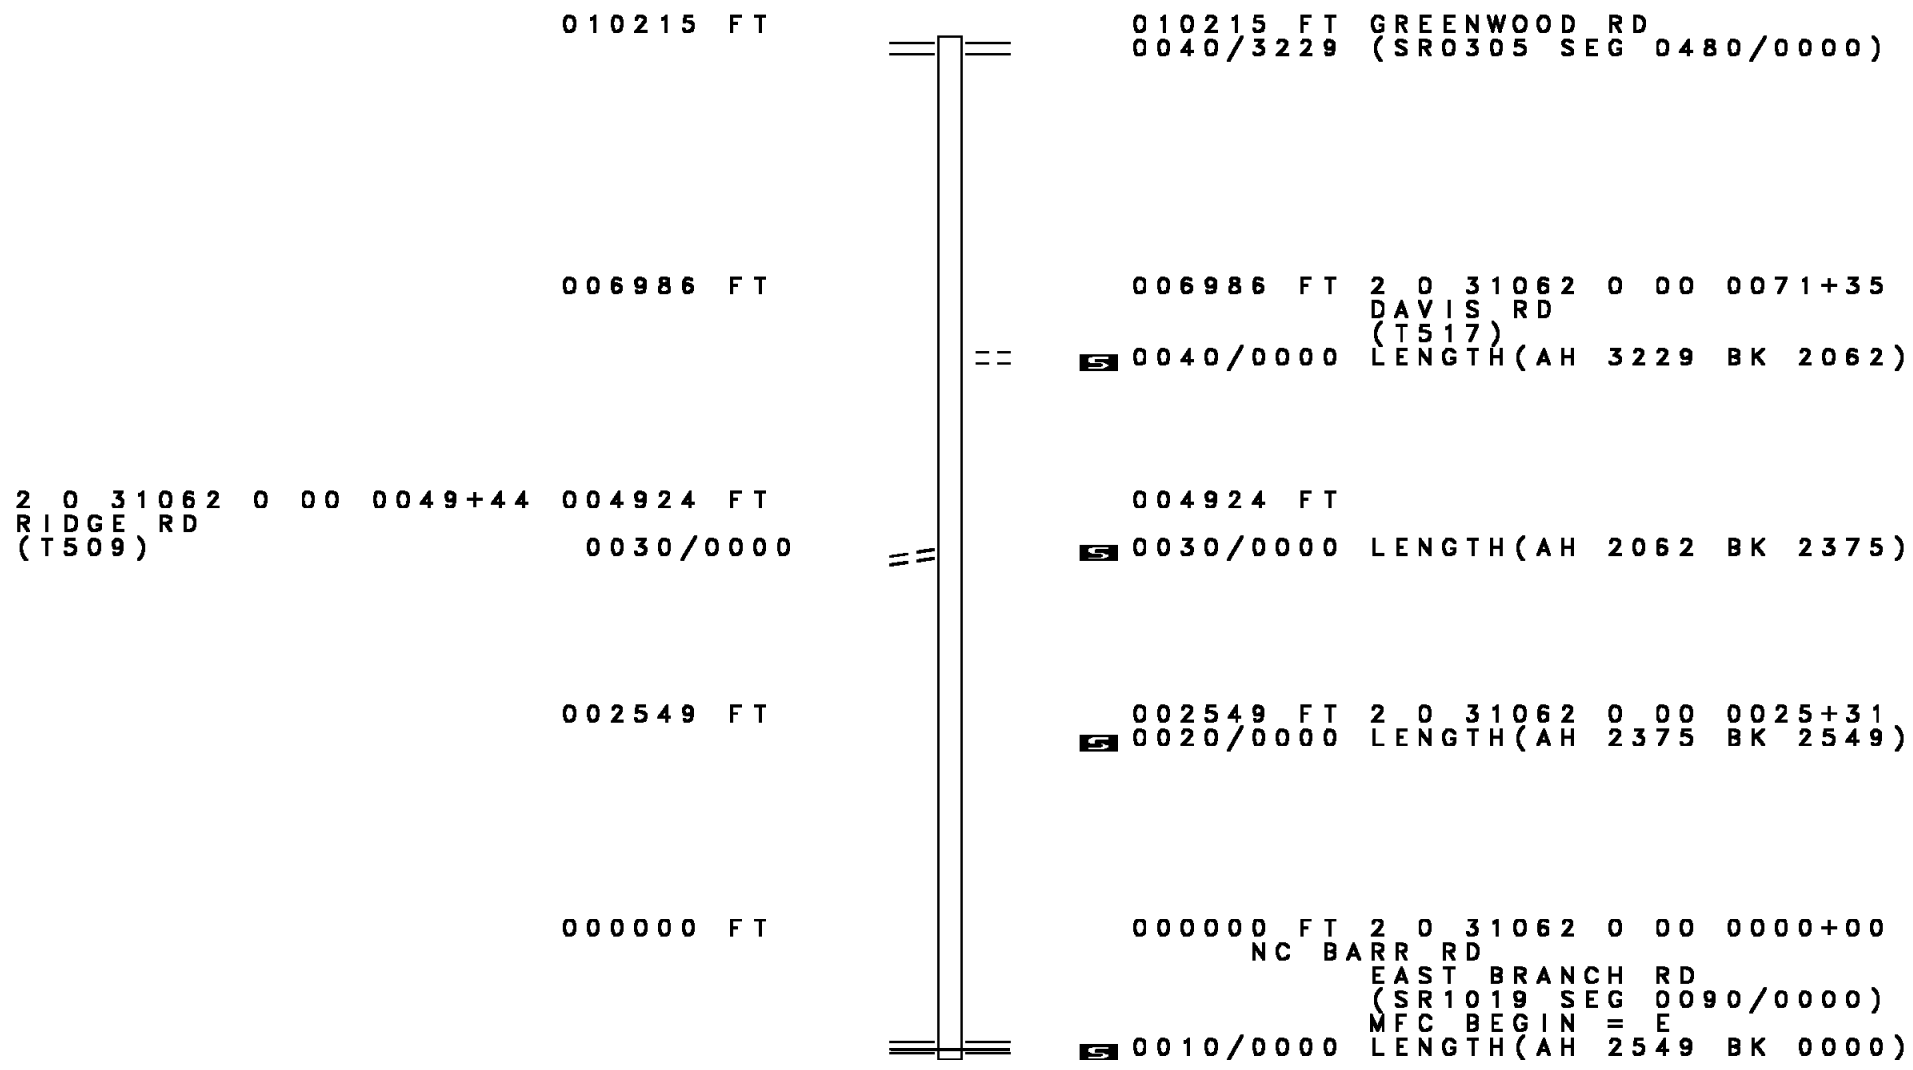 010215 FT 010215 FT GREENWOOD RD
0040/3229 (SR0305 SEG 0480/0000)
006986 FT 006986 FT 2 0 31062 0 00 0071+35
DAVIS RD
(T517)
S 0040/0000 LENGTH(AH 3229 BK 2062)
2 0 31062 0 00 0049+44 004924 FT 004924 FT
RIDGE RD
(T509) 0030/0000 S 0030/0000 LENGTH(AH 2062 BK 2375)
002549 FT 002549 FT 2 0 31062 0 00 0025+31
S 0020/0000 LENGTH(AH 2375 BK 2549)
000000 FT 000000 FT 2 0 31062 0 00 0000+00
NC BARR RD
EAST BRANCH RD
(SR1019 SEG 0090/0000)
MFC BEGIN = E
S 0010/0000 LENGTH(AH 2549 BK 0000)